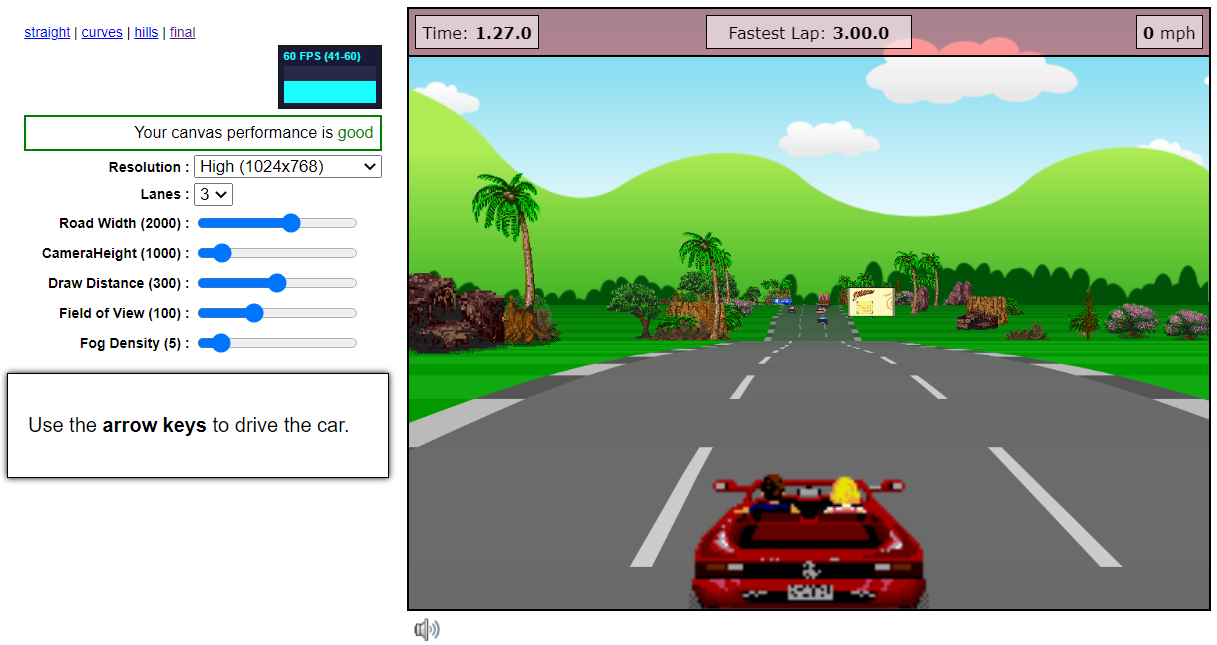 straight | curves | hills | final
60 FPS (41-60)
Your canvas performance is good
Resolution : High (1024x768)
Lanes : 3
Road Width (2000) :
CameraHeight (1000) :
Draw Distance (300) :
Field of View (100) :
Fog Density (5) :
Use the arrow keys to drive the car.
Time: 1.27.0
Fastest Lap: 3.00.0
0 mph